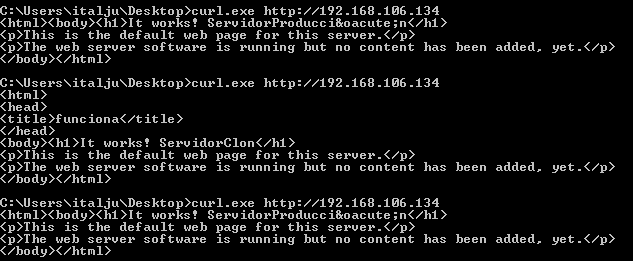 C:\Users\italju\Desktop>curl.exe http://192.168.106.134
<html><body><h1>It works! ServidorProducci&oacute;n</h1>
<p>This is the default web page for this server.</p>
<p>The web server software is running but no content has been added, yet.</p>
</body></html>
C:\Users\italju\Desktop>curl.exe http://192.168.106.134
<html>
<head>
<title>funciona</title>
</head>
<body><h1>It works! ServidorClon</h1>
<p>This is the default web page for this server.</p>
<p>The web server software is running but no content has been added, yet.</p>
</body></html>
C:\Users\italju\Desktop>curl.exe http://192.168.106.134
<html><body><h1>It works! ServidorProducci&oacute;n</h1>
<p>This is the default web page for this server.</p>
<p>The web server software is running but no content has been added, yet.</p>
</body></html>